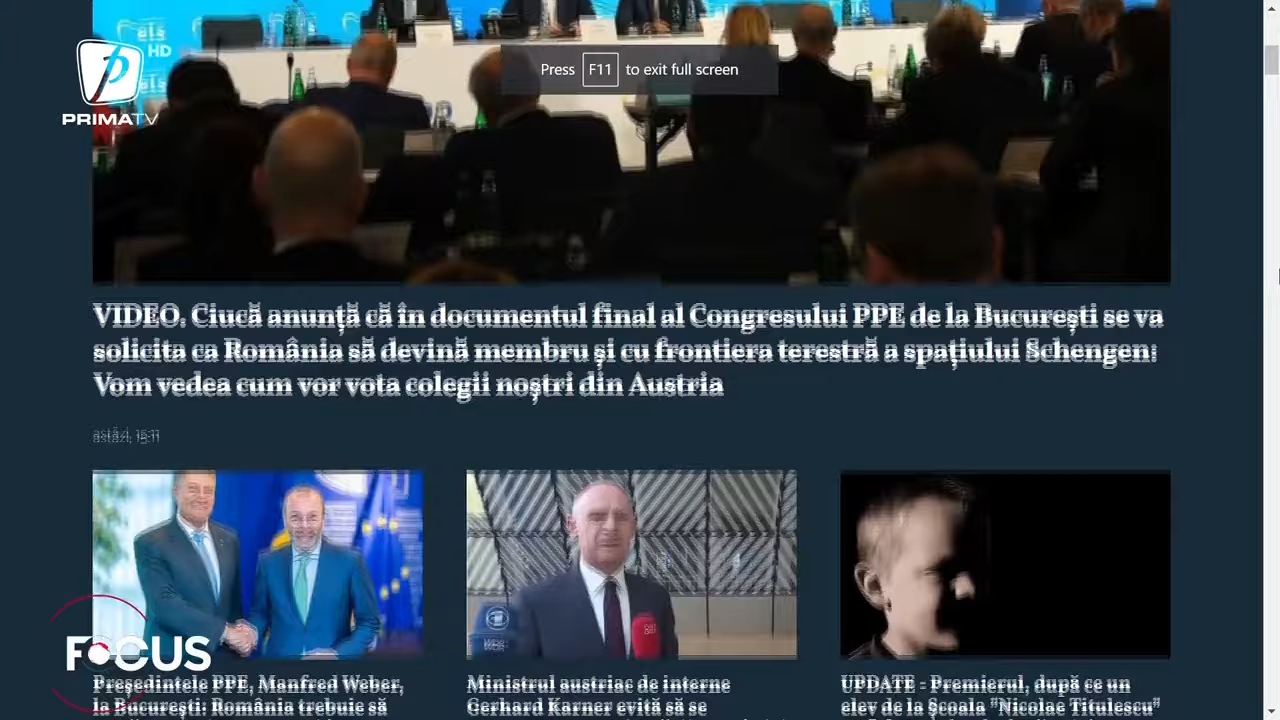 els
HD
PRIMATV
Press F11 to exit full screen
VIDEO. Ciucă anunță că în documentul final al Congresului PPE de la București se va
solicita ca România să devină membru și cu frontiera terestră a spațiului Schengen:
Vom vedea cum vor vota colegii noștri din Austria
astăzi, 15:11
FOCUS
Președintele PPE, Manfred Weber,
la București: România trebuie să
Ministrul austriac de interne
Gerhard Karner evită să se
UPDATE - Premierul, după ce un
elev de la Școala "Nicolae Titulescu"